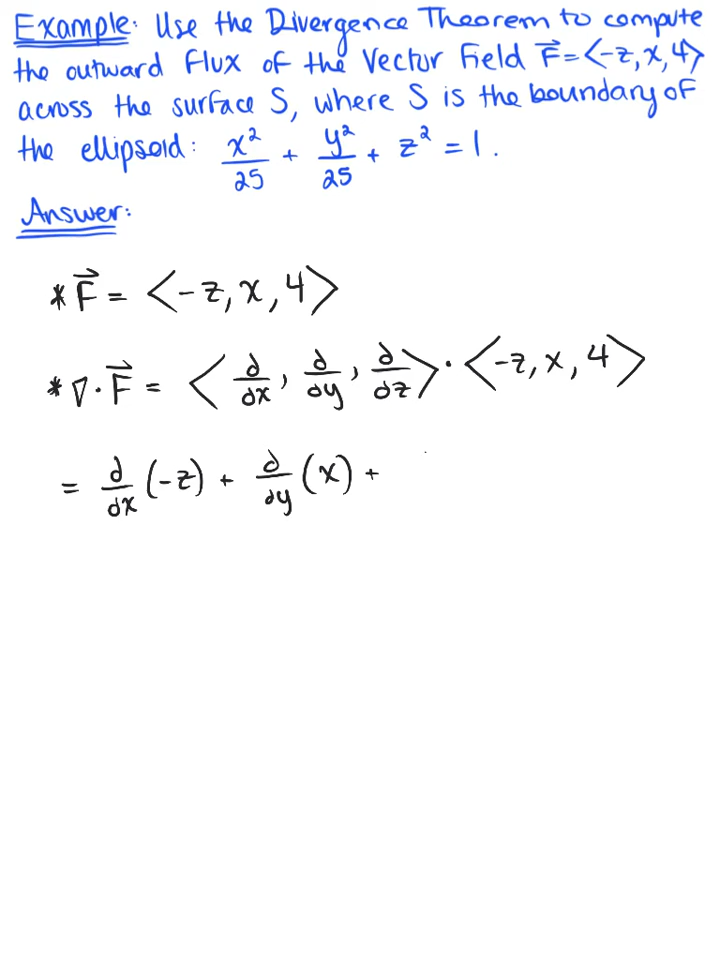 Example: Use the Divergence Theorem to compute
the outward Flux of the Vector Field F⃗=<-z,x,4>
across the surface S, where S is the boundary of
the ellipsoid: x²/25 + y²/25 + z² = 1.
Answer:
* F⃗ = <-z, x, 4>
* ∇·F⃗ = <∂/∂x, ∂/∂y, ∂/∂z>·<-z, x, 4>
= ∂/∂x (-z) + ∂/∂y (x) +